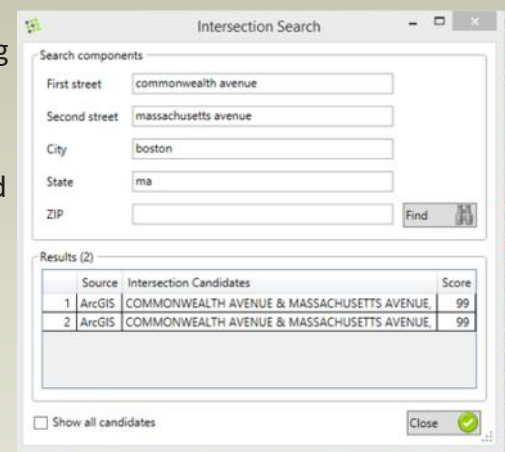 Intersection Search
Search components
First street commonwealth avenue
Second street massachusetts avenue
City boston
State ma
ZIP Find
Results (2)
Source Intersection Candidates Score
1 ArcGIS COMMONWEALTH AVENUE & MASSACHUSETTS AVENUE, 99
2 ArcGIS COMMONWEALTH AVENUE & MASSACHUSETTS AVENUE, 99
Show all candidates Close